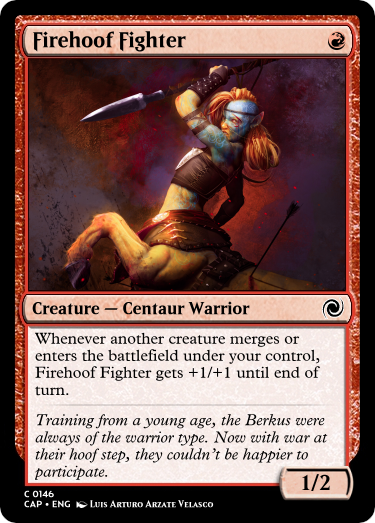 Firehoof Fighter
Creature — Centaur Warrior
Whenever another creature merges or
enters the battlefield under your control,
Firehoof Fighter gets +1/+1 until end of
turn.
Training from a young age, the Berkus were
always of the warrior type. Now with war at
their hoof step, they couldn't be happier to
participate.
1/2
C 0146
CAP • ENG Luis Arturo Arzate Velasco